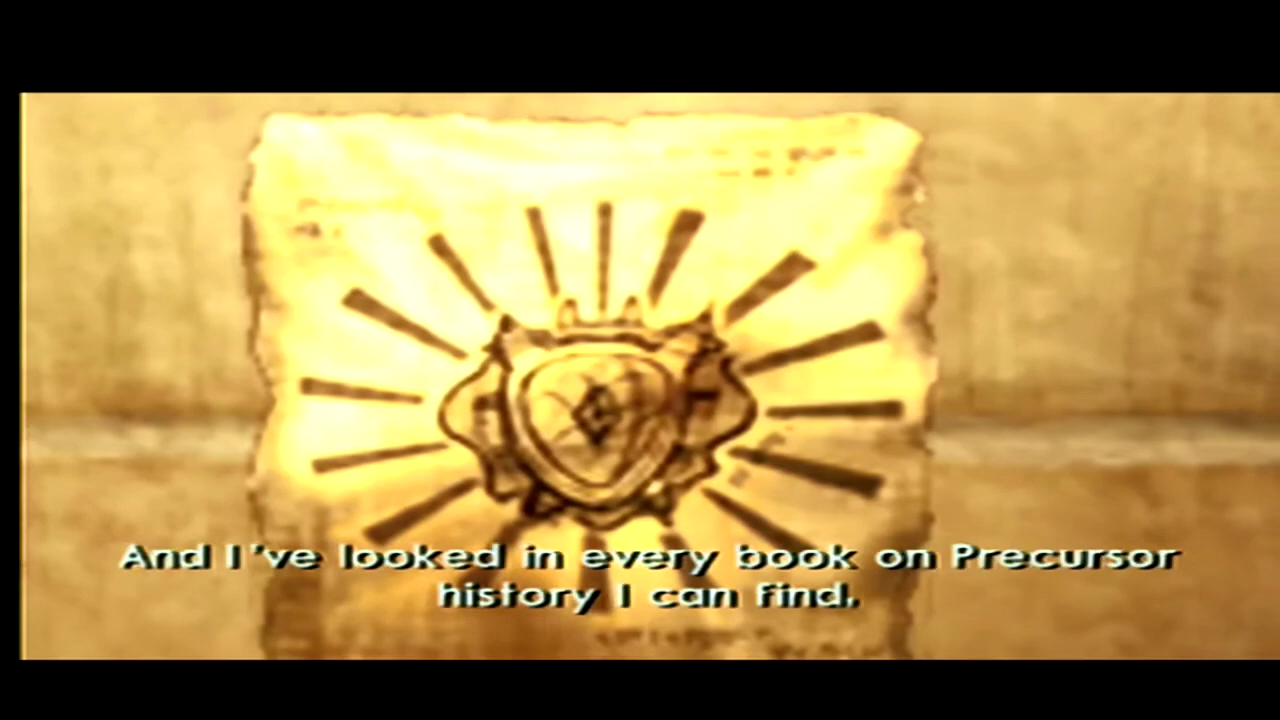 And I've looked in every book on Precursor
history I can find.